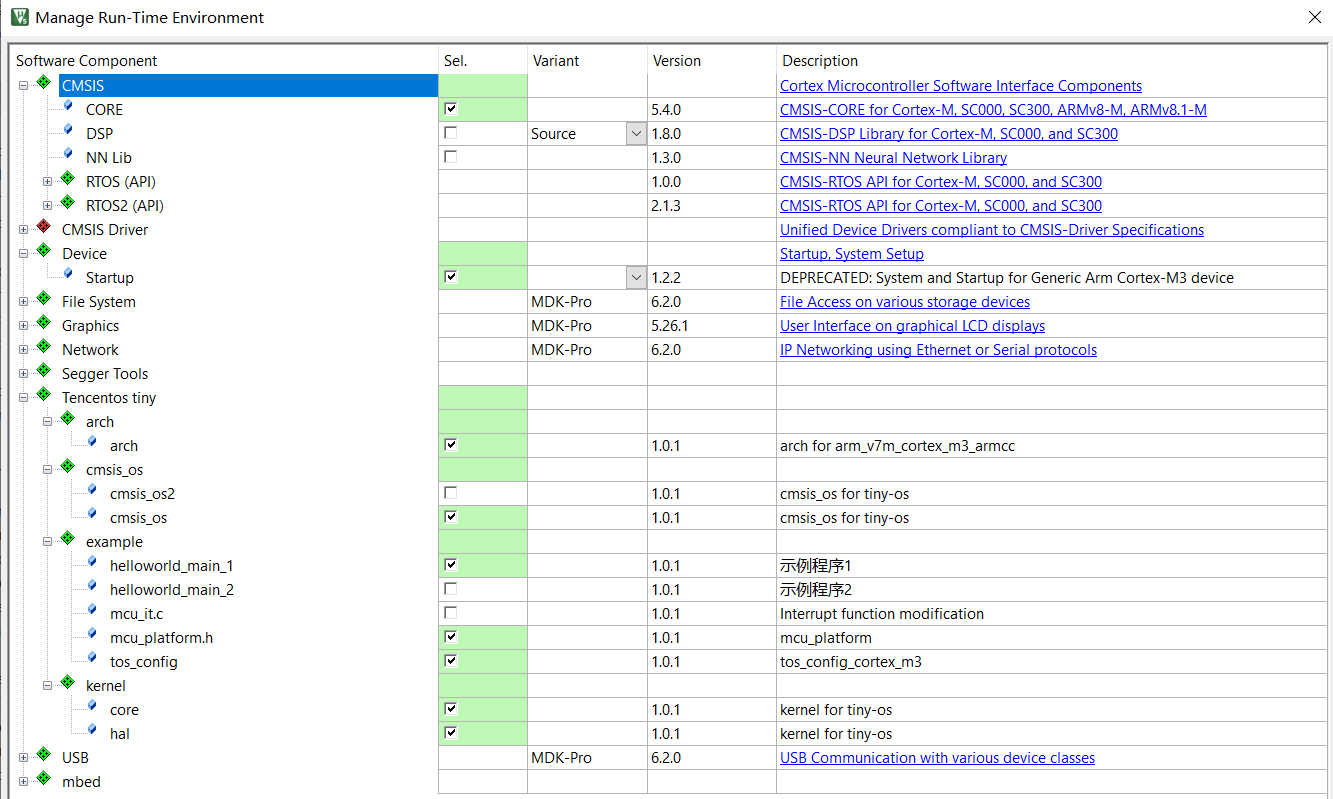 Manage Run-Time Environment
Software Component Sel. Variant Version Description
CMSIS Cortex Microcontroller Software Interface Components
CORE 5.4.0 CMSIS-CORE for Cortex-M, SC000, SC300, ARMv8-M, ARMv8.1-M
DSP Source 1.8.0 CMSIS-DSP Library for Cortex-M, SC000, and SC300
NN Lib 1.3.0 CMSIS-NN Neural Network Library
RTOS (API) 1.0.0 CMSIS-RTOS API for Cortex-M, SC000, and SC300
RTOS2 (API) 2.1.3 CMSIS-RTOS API for Cortex-M, SC000, and SC300
CMSIS Driver Unified Device Drivers compliant to CMSIS-Driver Specifications
Device Startup, System Setup
Startup 1.2.2 DEPRECATED: System and Startup for Generic Arm Cortex-M3 device
File System MDK-Pro 6.2.0 File Access on various storage devices
Graphics MDK-Pro 5.26.1 User Interface on graphical LCD displays
Network MDK-Pro 6.2.0 IP Networking using Ethernet or Serial protocols
Segger Tools
Tencentos tiny
arch
arch 1.0.1 arch for arm_v7m_cortex_m3_armcc
cmsis_os
cmsis_os2 1.0.1 cmsis_os for tiny-os
cmsis_os 1.0.1 cmsis_os for tiny-os
example
helloworld_main_1 1.0.1 示例程序1
helloworld_main_2 1.0.1 示例程序2
mcu_it.c 1.0.1 Interrupt function modification
mcu_platform.h 1.0.1 mcu_platform
tos_config 1.0.1 tos_config_cortex_m3
kernel
core 1.0.1 kernel for tiny-os
hal 1.0.1 kernel for tiny-os
USB MDK-Pro 6.2.0 USB Communication with various device classes
mbed